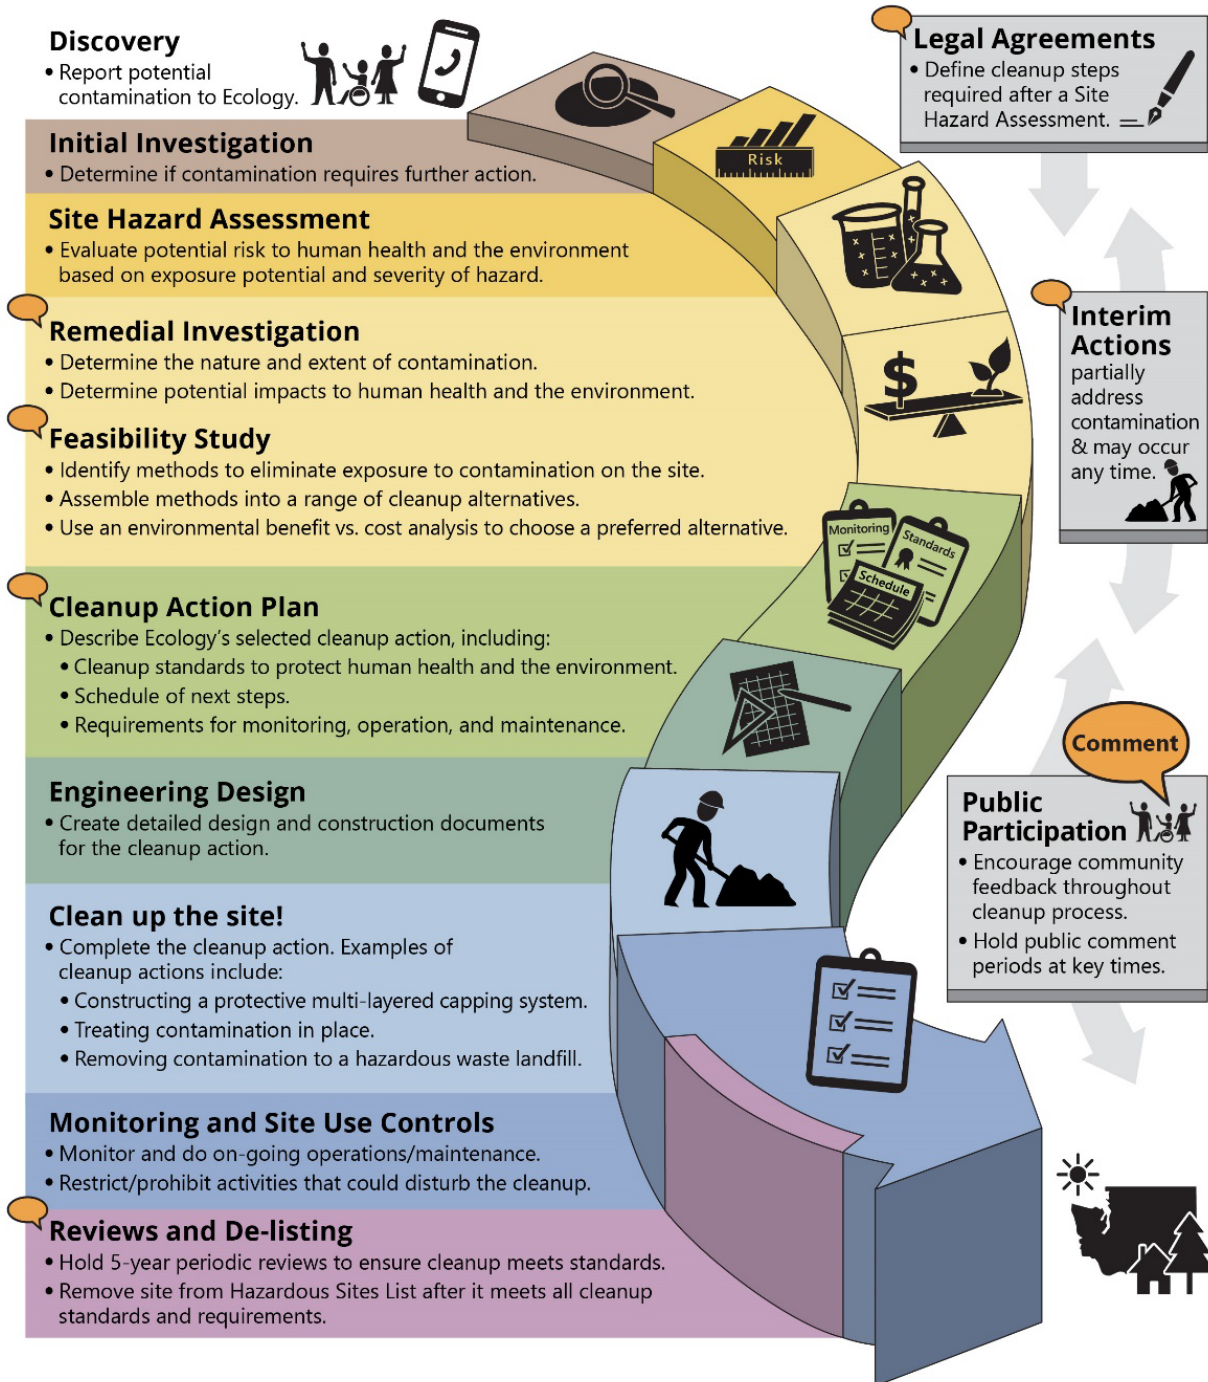 Discovery
• Report potential
contamination to Ecology.
Initial Investigation
• Determine if contamination requires further action.
Site Hazard Assessment
• Evaluate potential risk to human health and the environment
based on exposure potential and severity of hazard.
Remedial Investigation
• Determine the nature and extent of contamination.
• Determine potential impacts to human health and the environment.
Feasibility Study
• Identify methods to eliminate exposure to contamination on the site.
• Assemble methods into a range of cleanup alternatives.
• Use an environmental benefit vs. cost analysis to choose a preferred alternative.
Cleanup Action Plan
• Describe Ecology's selected cleanup action, including:
• Cleanup standards to protect human health and the environment.
• Schedule of next steps.
• Requirements for monitoring, operation, and maintenance.
Engineering Design
• Create detailed design and construction documents
for the cleanup action.
Clean up the site!
• Complete the cleanup action. Examples of
cleanup actions include:
• Constructing a protective multi-layered capping system.
• Treating contamination in place.
• Removing contamination to a hazardous waste landfill.
Monitoring and Site Use Controls
• Monitor and do on-going operations/maintenance.
• Restrict/prohibit activities that could disturb the cleanup.
Reviews and De-listing
• Hold 5-year periodic reviews to ensure cleanup meets standards.
• Remove site from Hazardous Sites List after it meets all cleanup
standards and requirements.
Risk
$
Monitoring
Standards
Schedule
Legal Agreements
• Define cleanup steps
required after a Site
Hazard Assessment.
Interim
Actions
partially
address
contamination
& may occur
any time.
Comment
Public
Participation
• Encourage community
feedback throughout
cleanup process.
• Hold public comment
periods at key times.